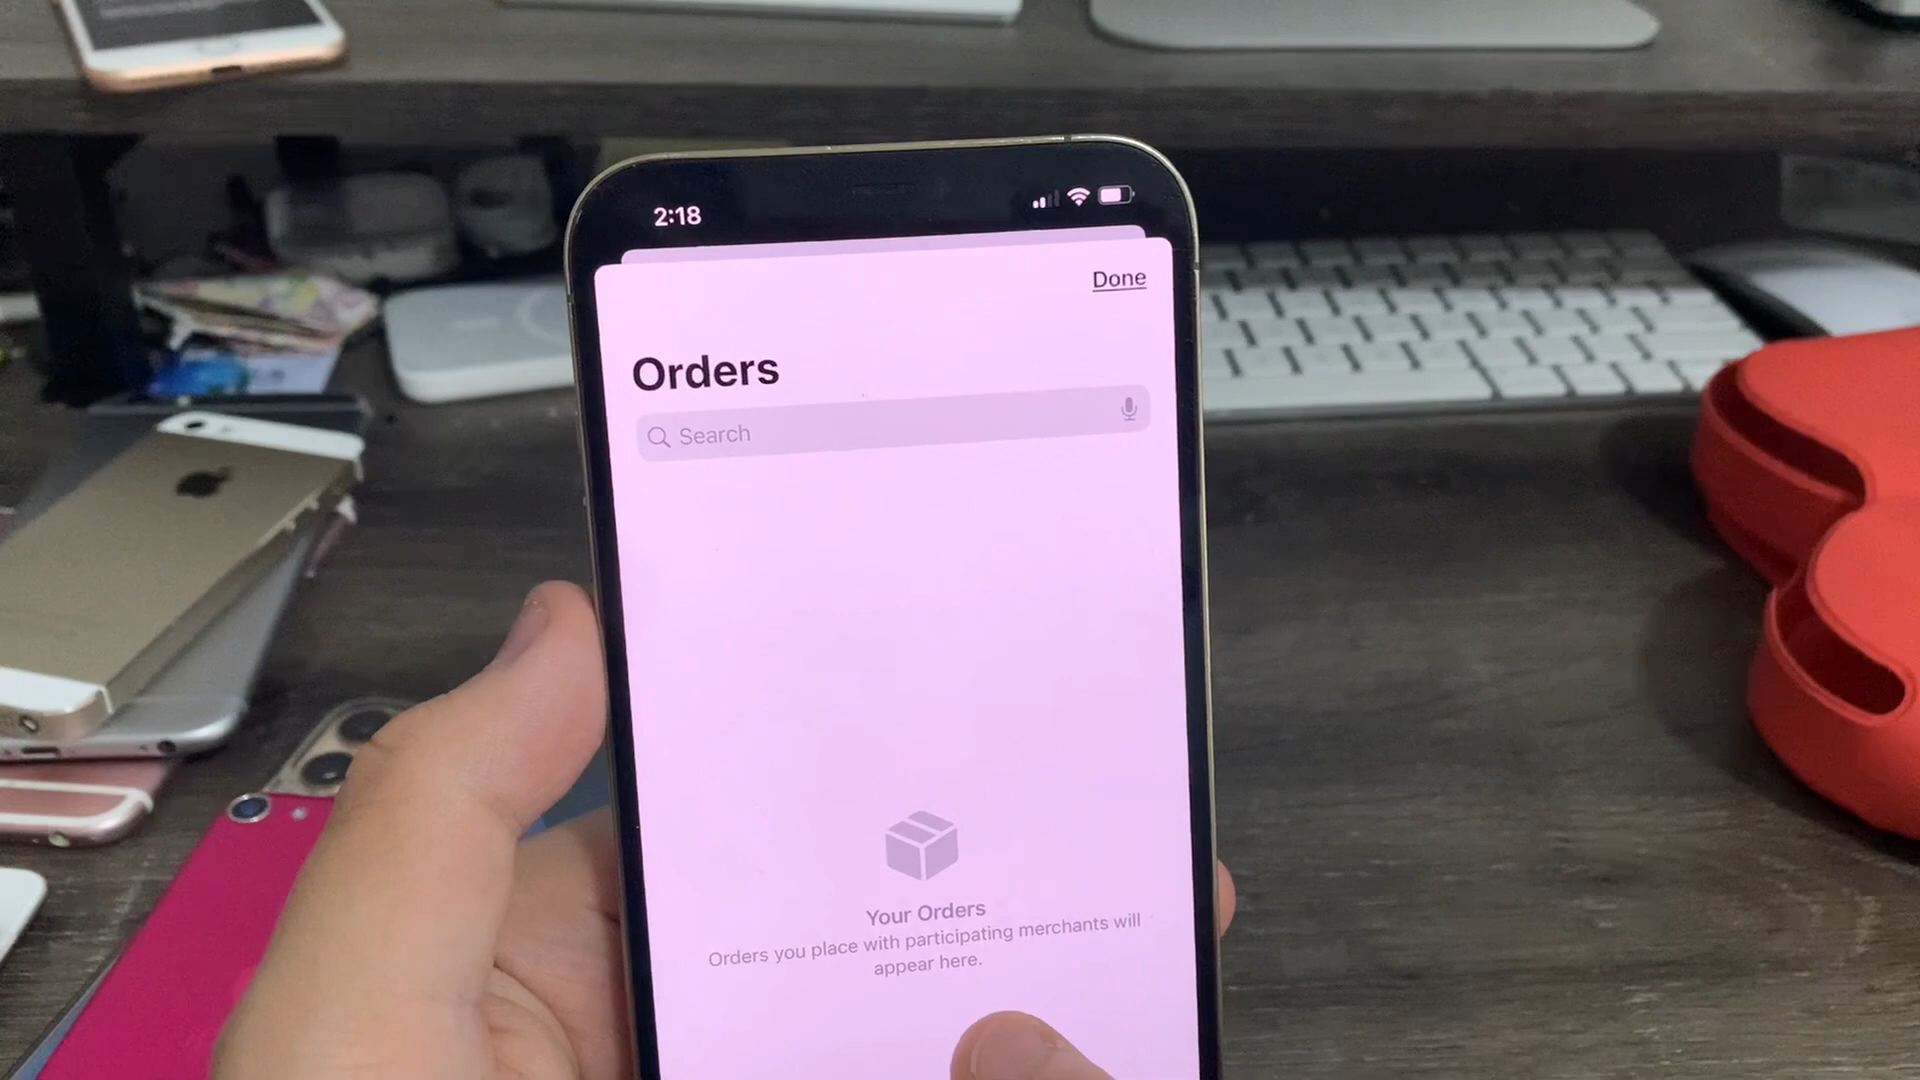 2:18
Done
Orders
Search
Your Orders
Orders you place with participating merchants will
appear here.